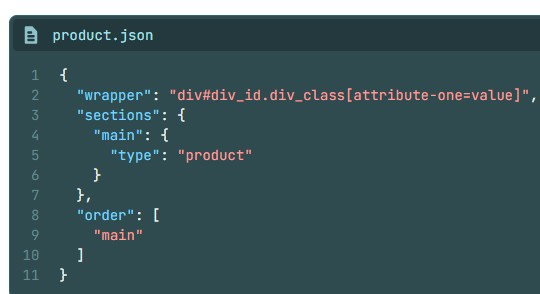 product.json
1 {
2   "wrapper": "div#div_id.div_class[attribute-one=value]",
3   "sections": {
4     "main": {
5       "type": "product"
6     }
7   },
8   "order": [
9     "main"
10   ]
11 }